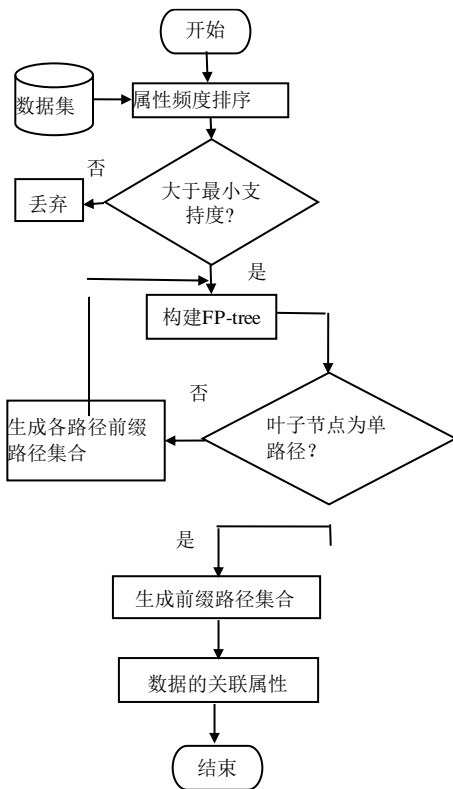 开始
数据集
属性频度排序
否
丢弃
大于最小支
持度?
是
构建FP-tree
否
生成各路径前缀
路径集合
叶子节点为单
路径？
是
生成前缀路径集合
数据的关联属性
结束